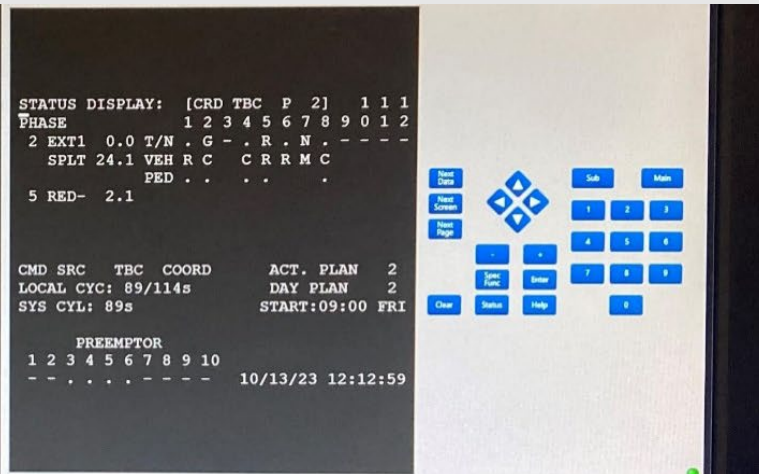 STATUS DISPLAY: [CRD TBC P 2] 1 1 1
PHASE 1 2 3 4 5 6 7 8 9 0 1 2
2 EXT1 0.0 T/N . G - . R . N . - - - -
SPLT 24.1 VEH R C C R R M C
PED . . . . .
5 RED- 2.1
CMD SRC TBC COORD ACT. PLAN 2
LOCAL CYC: 89/114s DAY PLAN 2
SYS CYL: 89s START:09:00 FRI
PREEMPTOR
1 2 3 4 5 6 7 8 9 10
- - . . . . - - - - 10/13/23 12:12:59
Next Data
Next Screen
Next Page
Sub Main
1 2 3
4 5 6
7 8 9
0
- +
Spec Func Enter
Clear Status Help